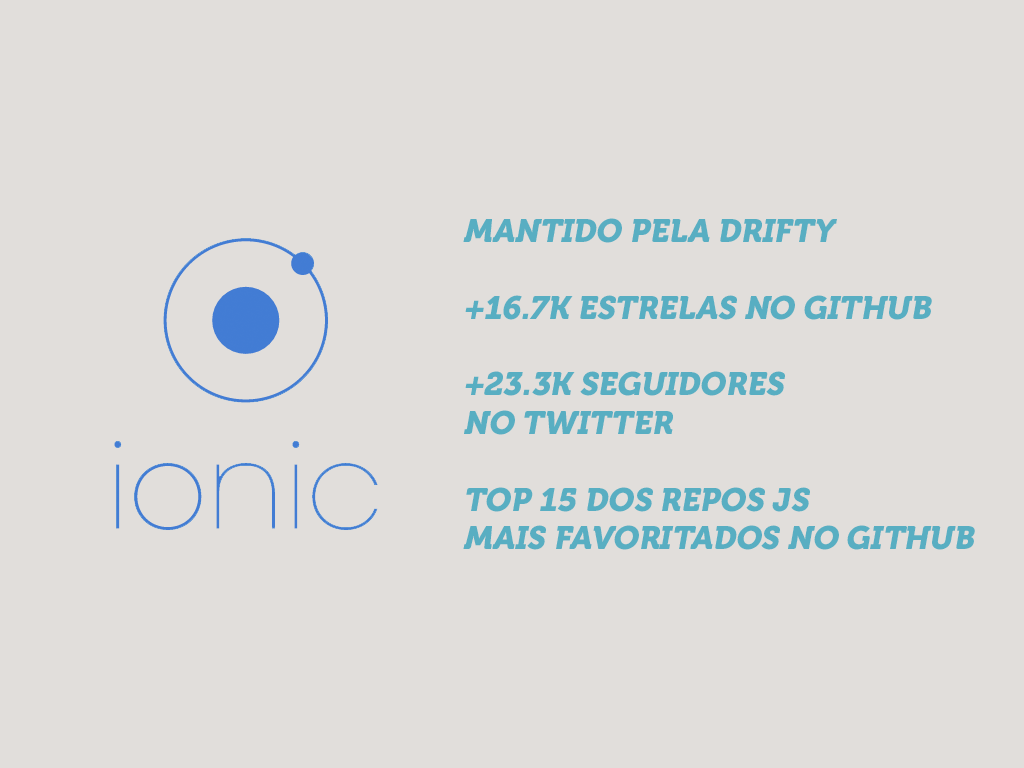 ionic
MANTIDO PELA DRIFTY
+16.7K ESTRELAS NO GITHUB
+23.3K SEGUIDORES
NO TWITTER
TOP 15 DOS REPOS JS
MAIS FAVORITADOS NO GITHUB